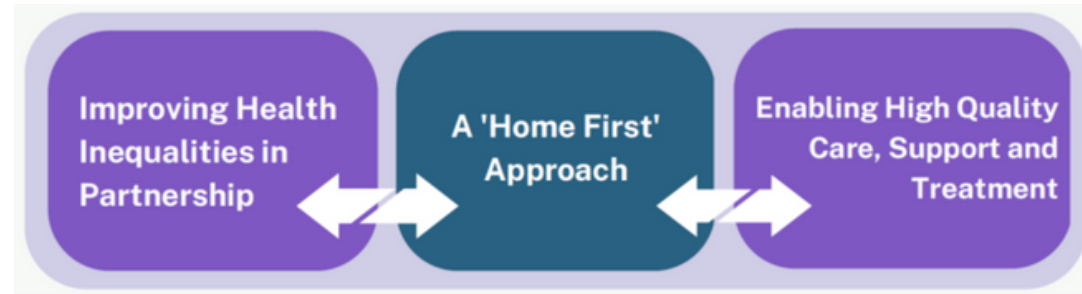 Improving Health
Inequalities in
Partnership
A 'Home First'
Approach
Enabling High Quality
Care, Support and
Treatment